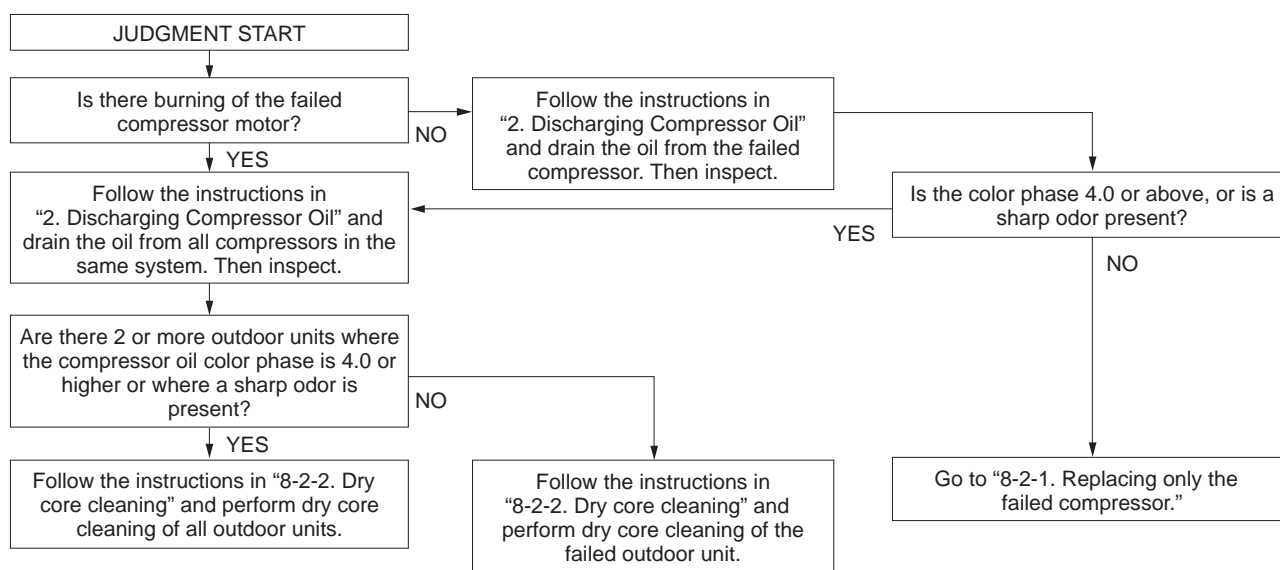 JUDGMENT START
Is there burning of the failed
compressor motor?
NO
YES
Follow the instructions in
“2. Discharging Compressor Oil”
and drain the oil from the failed
compressor. Then inspect.
Is the color phase 4.0 or above, or is a
sharp odor present?
YES
NO
Follow the instructions in
“2. Discharging Compressor Oil” and
drain the oil from all compressors in the
same system. Then inspect.
Are there 2 or more outdoor units where
the compressor oil color phase is 4.0 or
higher or where a sharp odor is
present?
NO
YES
Follow the instructions in “8-2-2. Dry
core cleaning” and perform dry core
cleaning of all outdoor units.
Follow the instructions in
“8-2-2. Dry core cleaning” and
perform dry core cleaning of the
failed outdoor unit.
Go to “8-2-1. Replacing only the
failed compressor.”